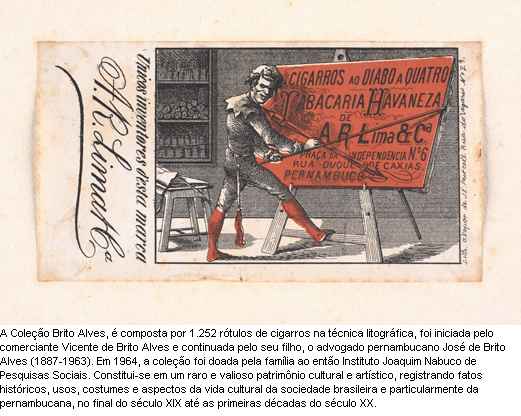 Unicos inventores desta marca
A. R. Lima & Ca
CIGARROS AO DIABO A QUATRO
TABACARIA HAVANEZA
DE
A.R. LIMA & Ca
PRAÇA DA INDEPENDENCIA No 6
RUA DUQUE DE CAXIAS
PERNAMBUCO
Lith. a vapor de
A Coleção Brito Alves, é composta por 1.252 rótulos de cigarros na técnica litográfica, foi iniciada pelo
comerciante Vicente de Brito Alves e continuada pelo seu filho, o advogado pernambucano José de Brito
Alves (1887-1963). Em 1964, a coleção foi doada pela família ao então Instituto Joaquim Nabuco de
Pesquisas Sociais. Constitui-se em um raro e valioso patrimônio cultural e artístico, registrando fatos
históricos, usos, costumes e aspectos da vida cultural da sociedade brasileira e particularmente da
pernambucana, no final do século XIX até as primeiras décadas do século XX.